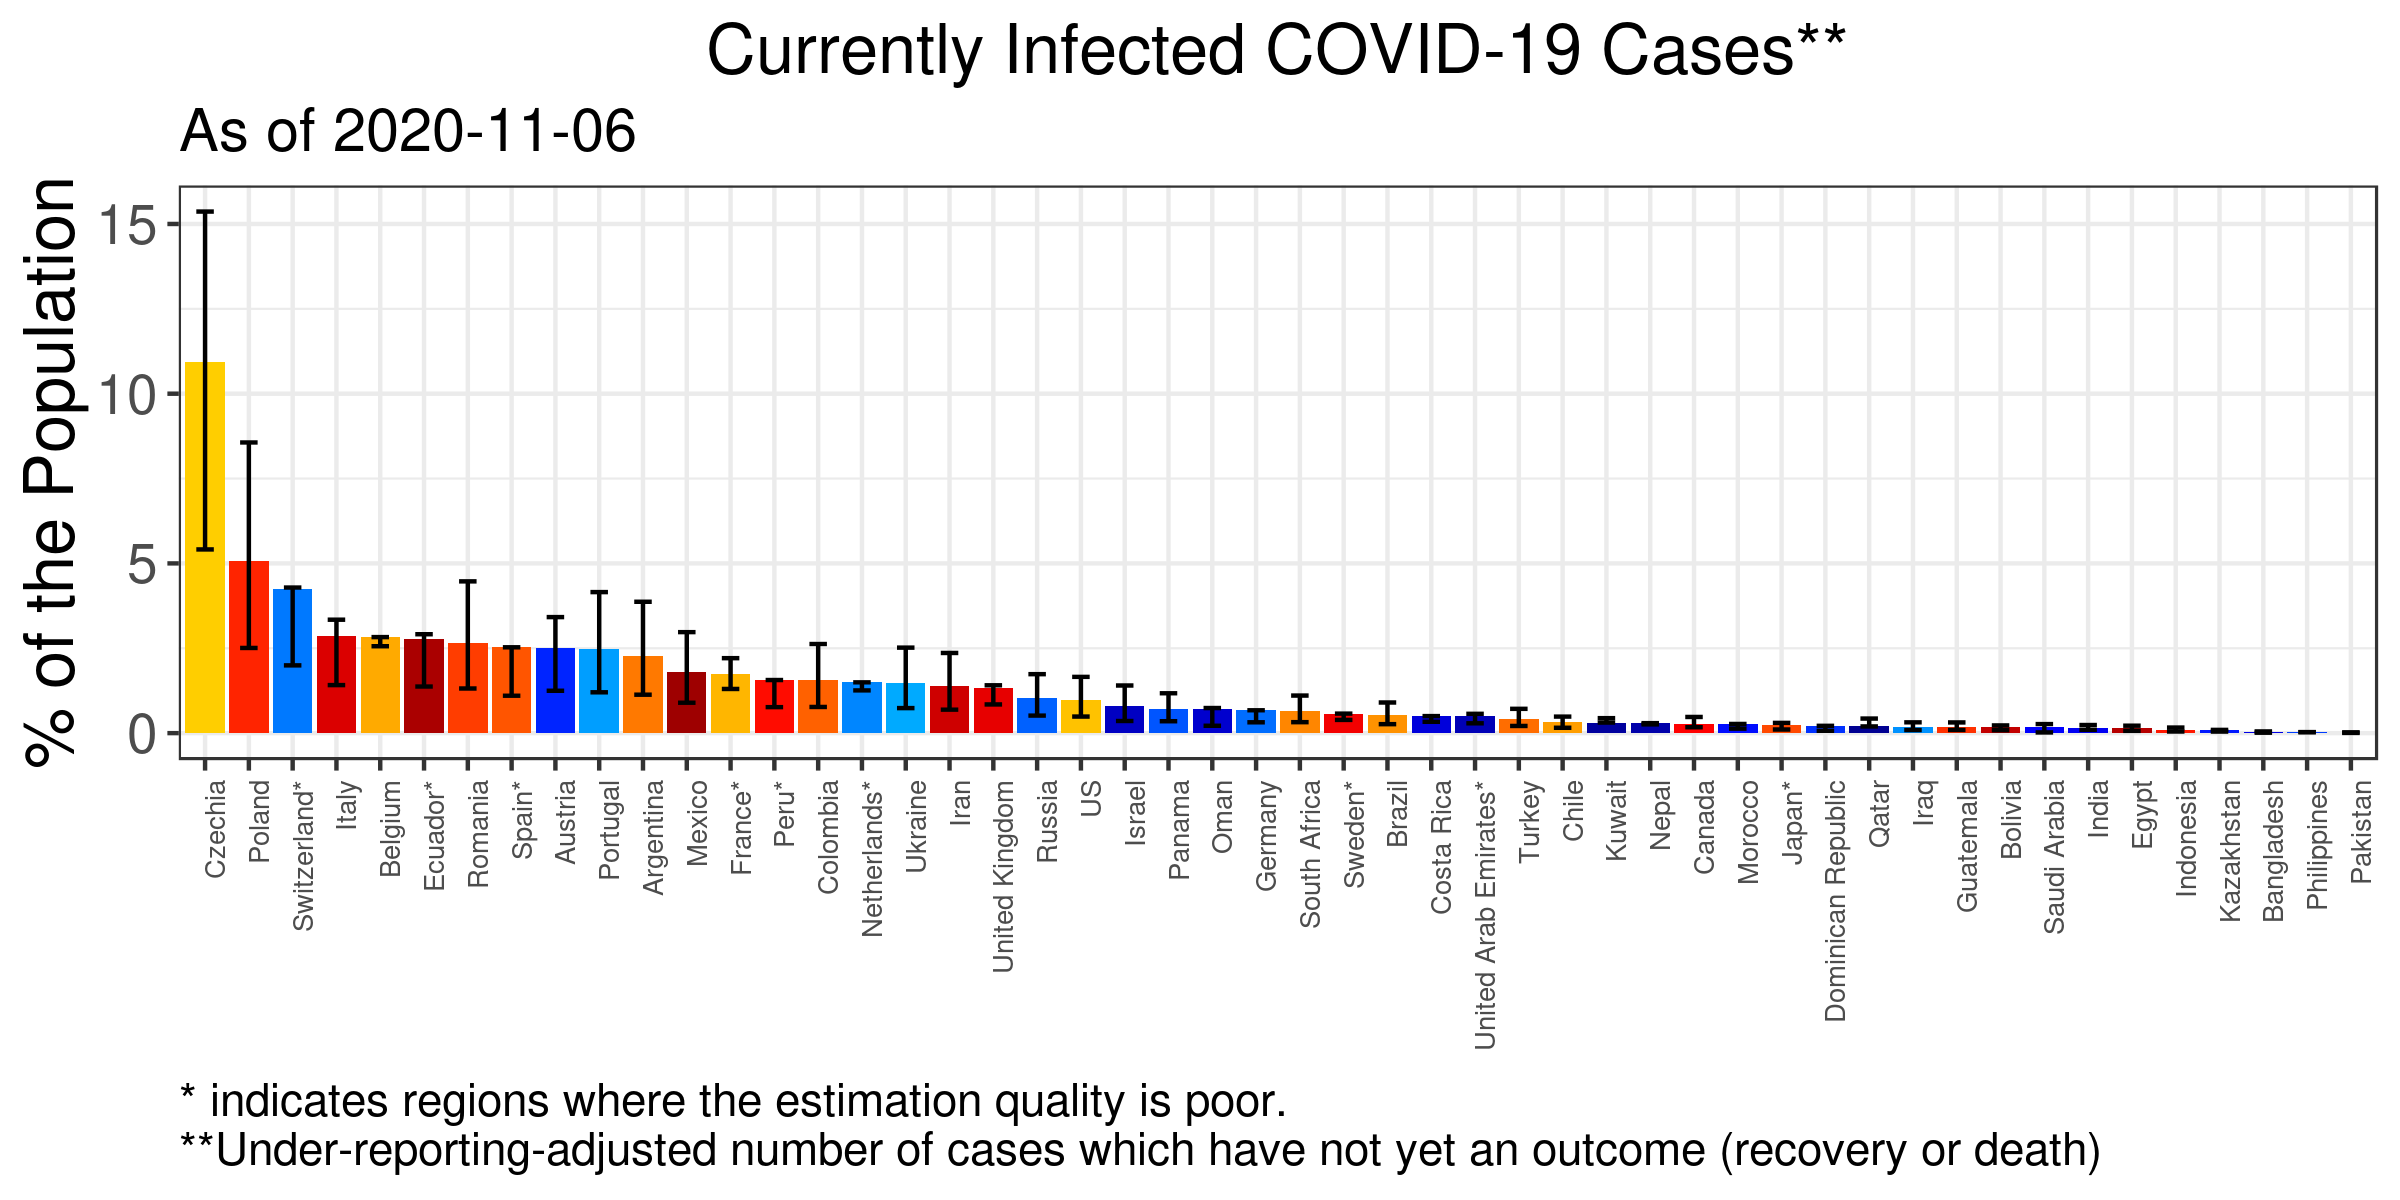 Currently Infected COVID-19 Cases**
As of 2020-11-06
% of the Population
15
10
5
0
Czechia
Poland
Switzerland*
Italy
Belgium
Ecuador*
Romania
Spain*
Austria
Portugal
Argentina
Mexico
France*
Peru*
Colombia
Netherlands*
Ukraine
Iran
United Kingdom
Russia
US
Israel
Panama
Oman
Germany
South Africa
Sweden*
Brazil
Costa Rica
United Arab Emirates*
Turkey
Chile
Kuwait
Nepal
Canada
Morocco
Japan*
Dominican Republic
Qatar
Iraq
Guatemala
Bolivia
Saudi Arabia
India
Egypt
Indonesia
Kazakhstan
Bangladesh
Philippines
Pakistan
* indicates regions where the estimation quality is poor.
**Under-reporting-adjusted number of cases which have not yet an outcome (recovery or death)